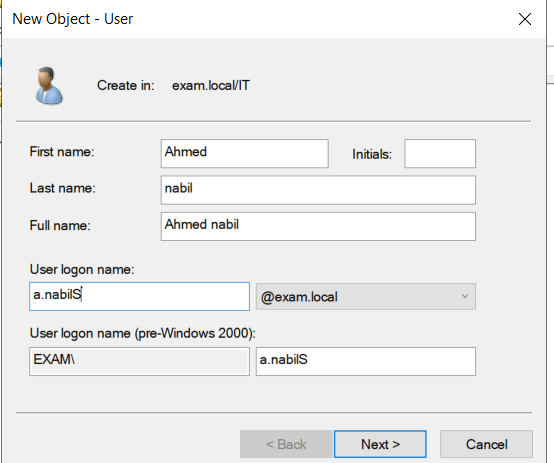 New Object - User
Create in: exam.local/IT
First name: Ahmed Initials:
Last name: nabil
Full name: Ahmed nabil
User logon name:
a.nabilS @exam.local
User logon name (pre-Windows 2000):
EXAM\ a.nabilS
< Back Next > Cancel